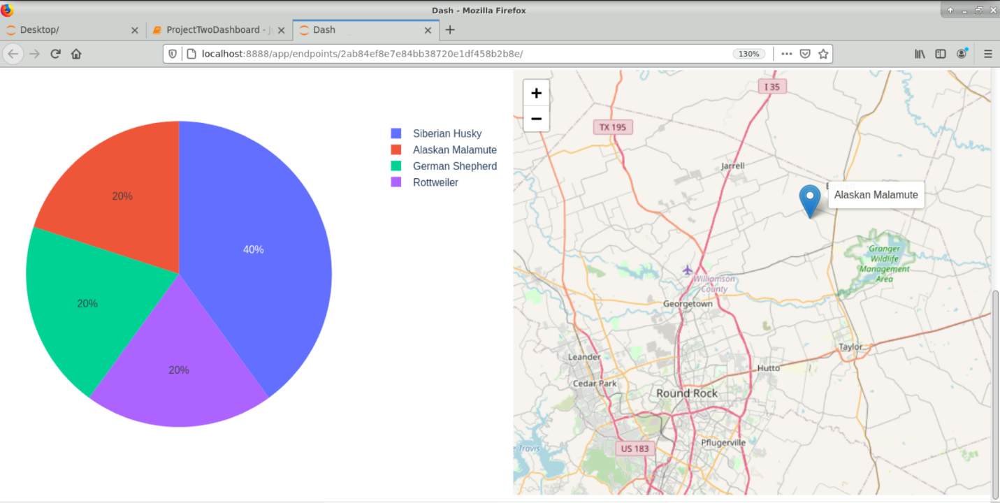 Dash - Mozilla Firefox
Desktop/
ProjectTwoDashboard -
Dash
localhost:8888/app/endpoints/2ab84ef8e7e84bb38720e1df458b2b8e/
130%
Siberian Husky
Alaskan Malamute
German Shepherd
Rottweiler
20%
40%
20%
20%
+
−
I 35
TX 195
Jarrell
Alaskan Malamute
Granger
Wildlife
Management
Area
Williamson
County
Georgetown
Taylor
Leander
Hutto
Cedar Park
Round Rock
Pflugerville
US 183
Travis